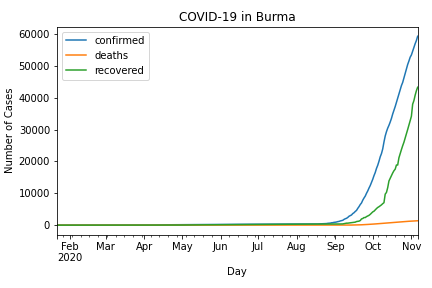 COVID-19 in Burma
confirmed
deaths
recovered
Number of Cases
60000
50000
40000
30000
20000
10000
0
Feb Mar Apr May Jun Jul Aug Sep Oct Nov
2020
Day